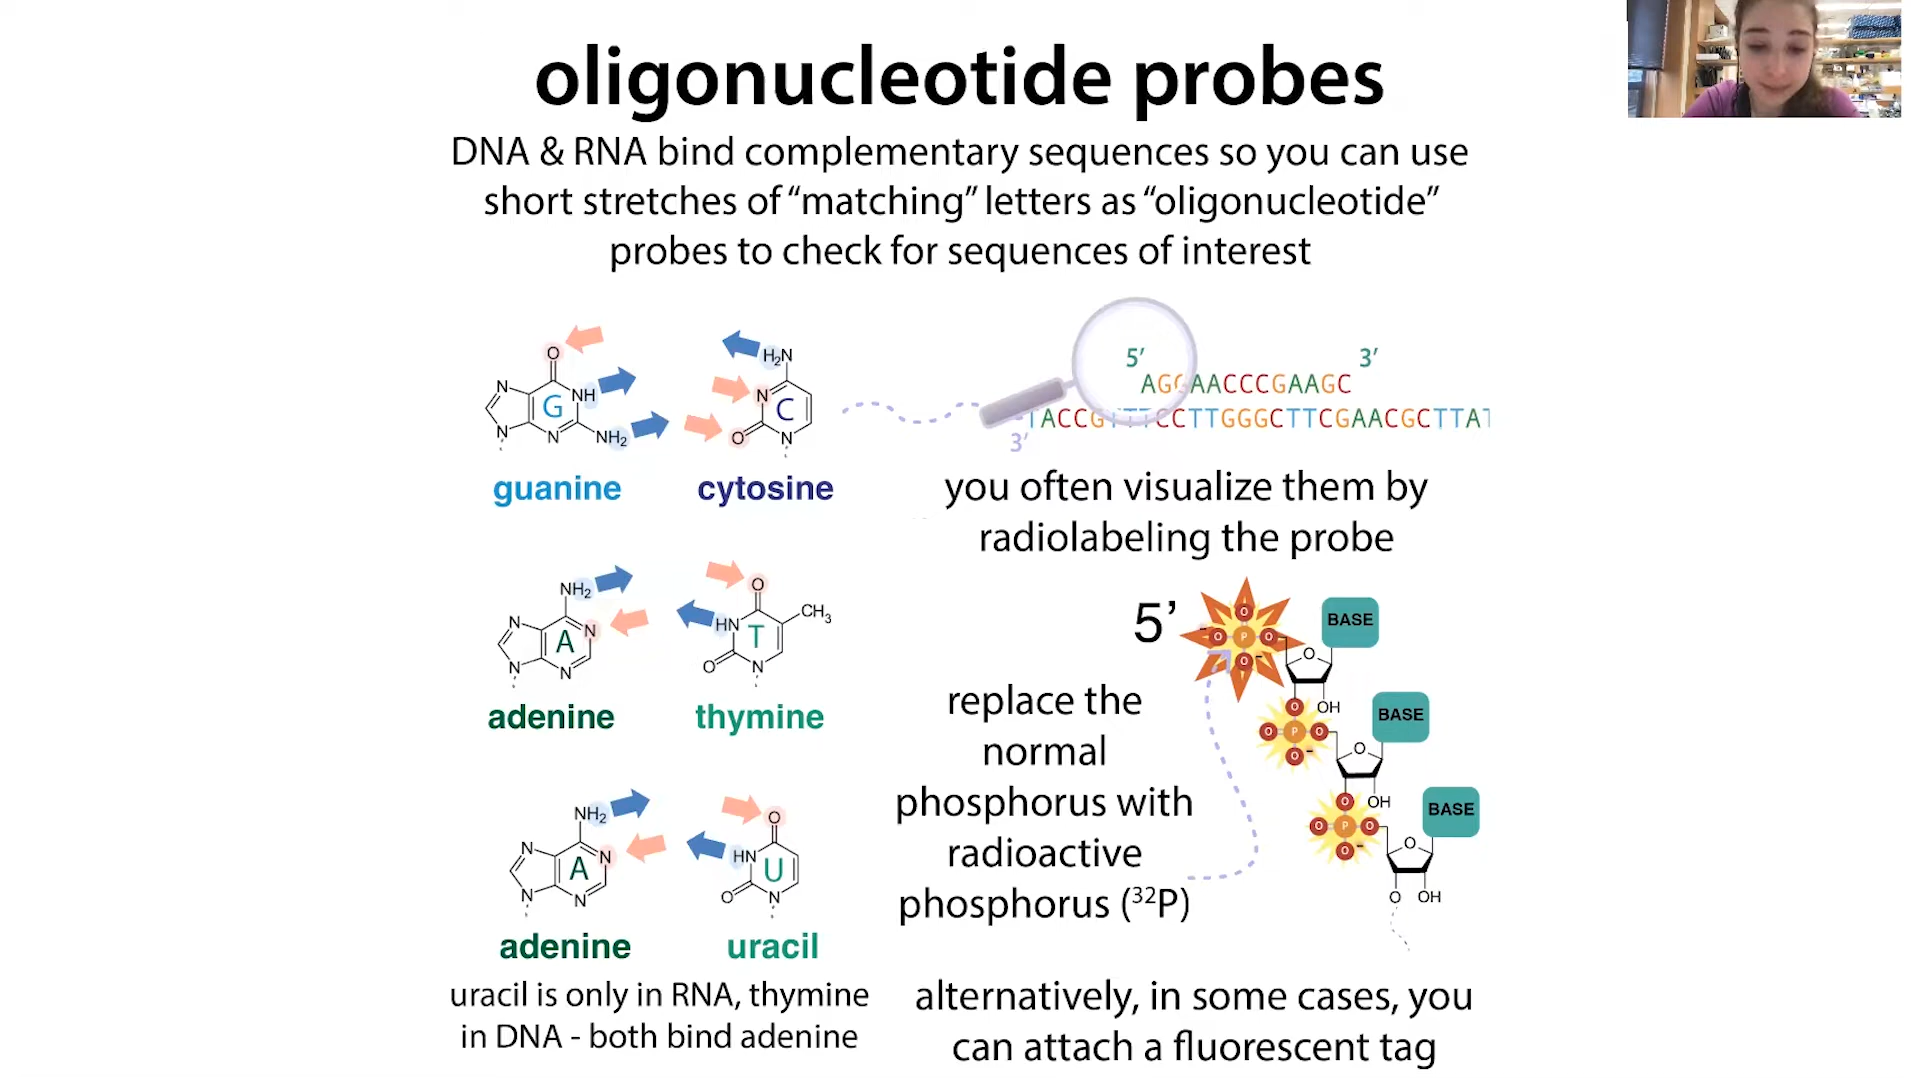 oligonucleotide probes
DNA & RNA bind complementary sequences so you can use
short stretches of “matching” letters as “oligonucleotide”
probes to check for sequences of interest
O
N
NH
G
N
N
NH2
guanine
H2N
N
C
O
N
cytosine
5’
3’
AGGAACCCGAAGC
TACCGTTTCCTTGGGCTTCGAACGCTTAT
3’
you often visualize them by
radiolabeling the probe
NH2
N
N
A
N
N
adenine
O
CH3
HN
T
O
N
thymine
5’
O
O P O
O-
BASE
O
OH
O
O P O
O-
BASE
O
OH
O
O P O
O-
BASE
O
O
OH
replace the
normal
phosphorus with
radioactive
phosphorus (32P)
NH2
N
N
A
N
N
adenine
O
HN
U
O
N
uracil
uracil is only in RNA, thymine
in DNA - both bind adenine
alternatively, in some cases, you
can attach a fluorescent tag